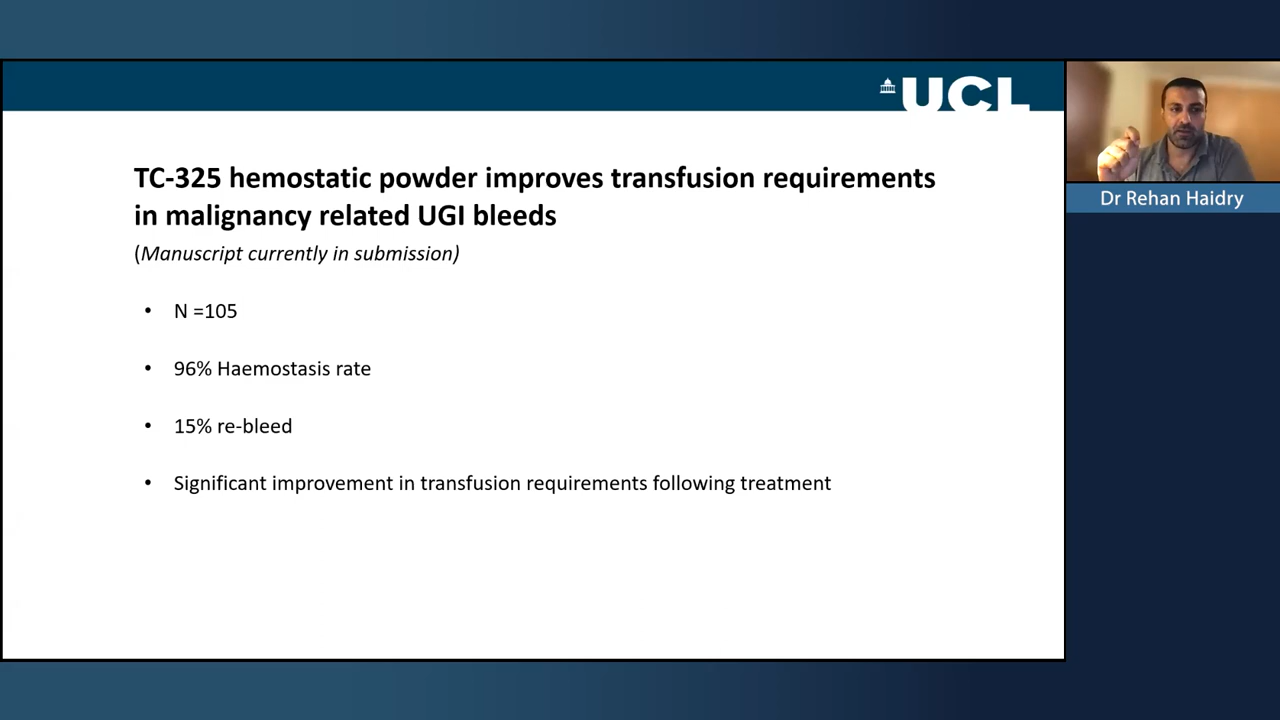 UCL
TC-325 hemostatic powder improves transfusion requirements
in malignancy related UGI bleeds
(Manuscript currently in submission)
• N =105
• 96% Haemostasis rate
• 15% re-bleed
• Significant improvement in transfusion requirements following treatment
Dr Rehan Haidry